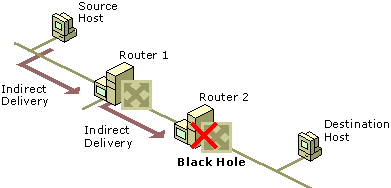 Source
Host
Router 1
Indirect
Delivery
Router 2
Indirect
Delivery
Black Hole
Destination
Host